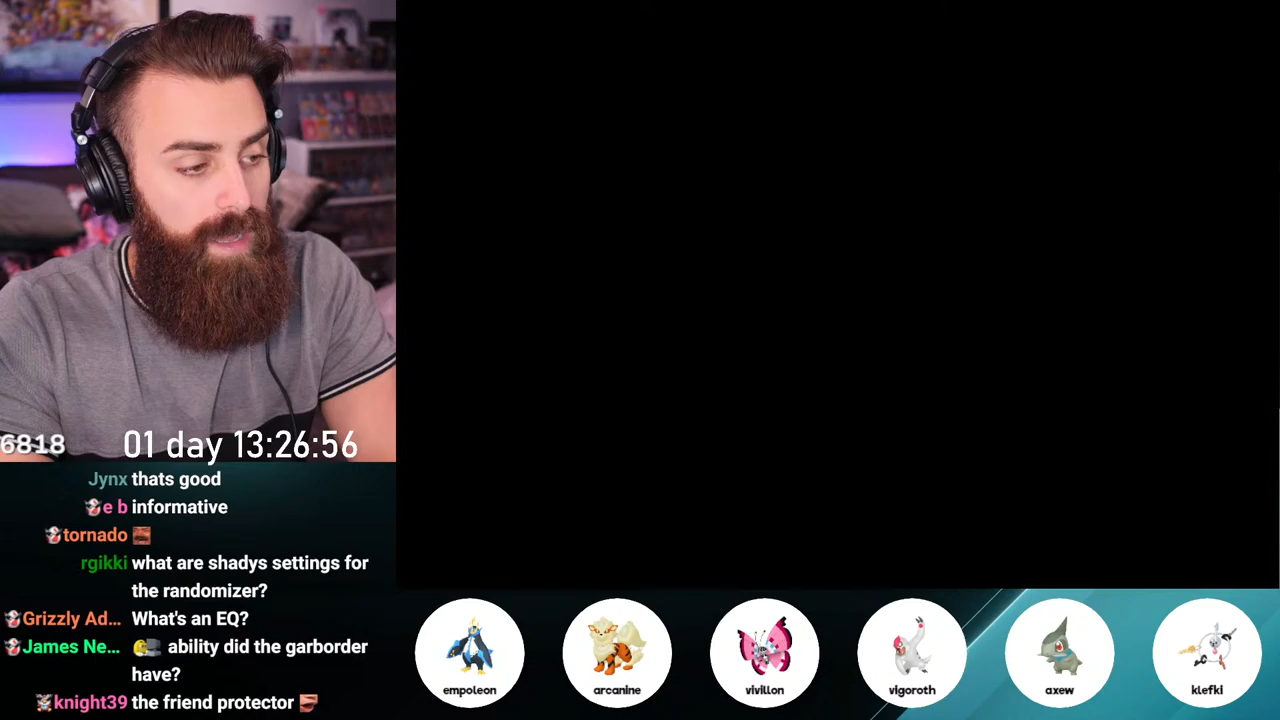 6818 01 day 13:26:56
Jynx thats good
e b informative
tornado
rgikki what are shadys settings for
the randomizer?
Grizzly Ad... What's an EQ?
James Ne... ability did the garborder
have?
knight39 the friend protector
empoleon
arcanine
vivillon
vigoroth
axew
klefki